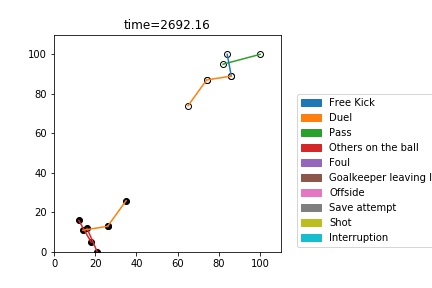 time=2692.16
100
80
60
40
20
0
0 20 40 60 80 100
Free Kick
Duel
Pass
Others on the ball
Foul
Goalkeeper leaving l
Offside
Save attempt
Shot
Interruption